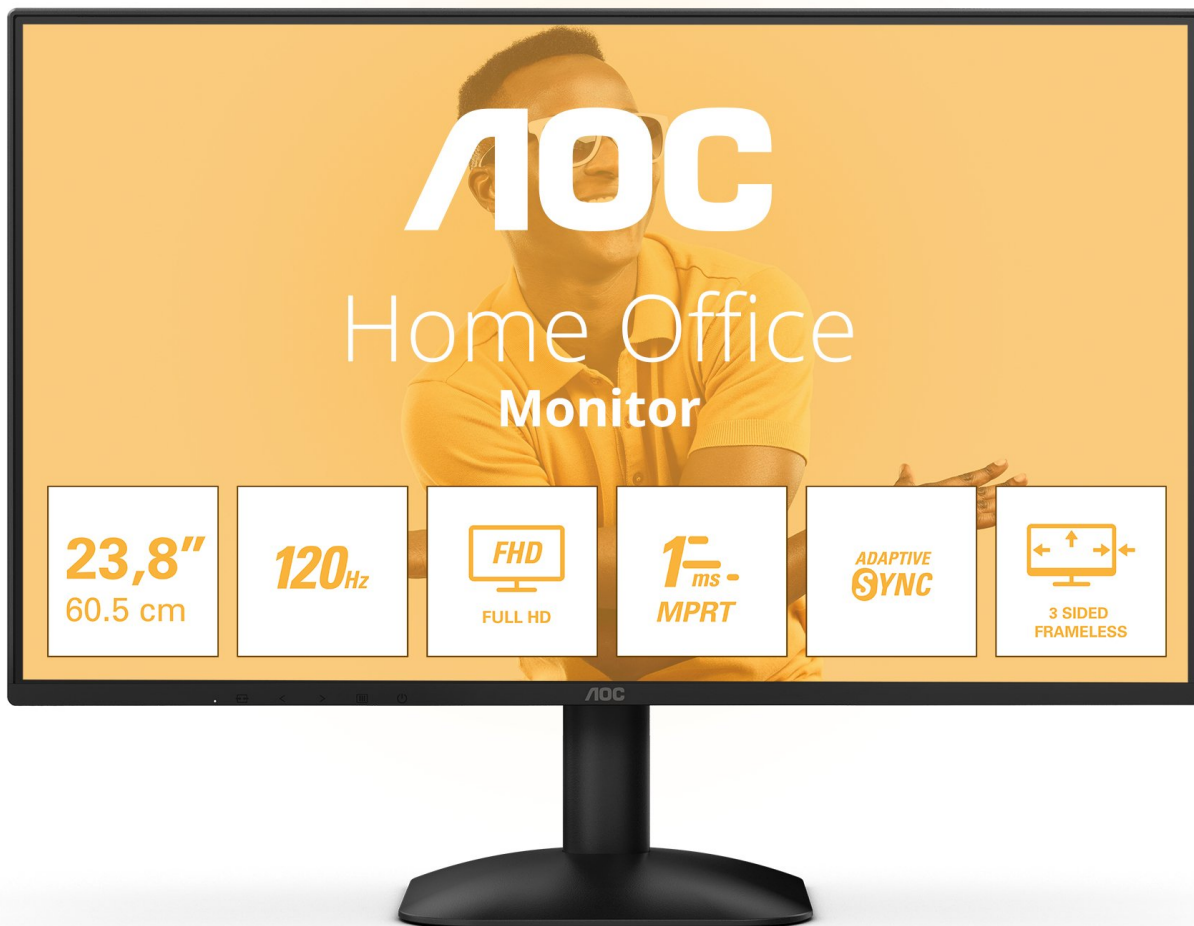 AOC
Home Office
Monitor
23,8"
60.5 cm
120Hz
FHD
FULL HD
1ms
MPRT
ADAPTIVE
SYNC
3 SIDED
FRAMELESS
AOC